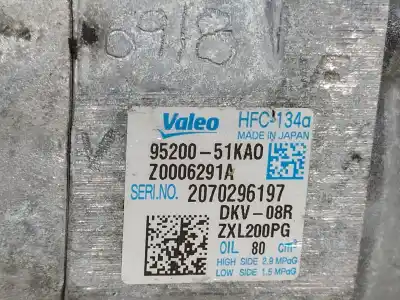 0918
Valeo HFC-134a
MADE IN JAPAN
95200-51KA0
Z0006291A
SERI.NO. 2070296197
DKV-08R
ZXL200PG
OIL 80 cm³
HIGH SIDE 2.9 MPaG
LOW SIDE 1.5 MPaG